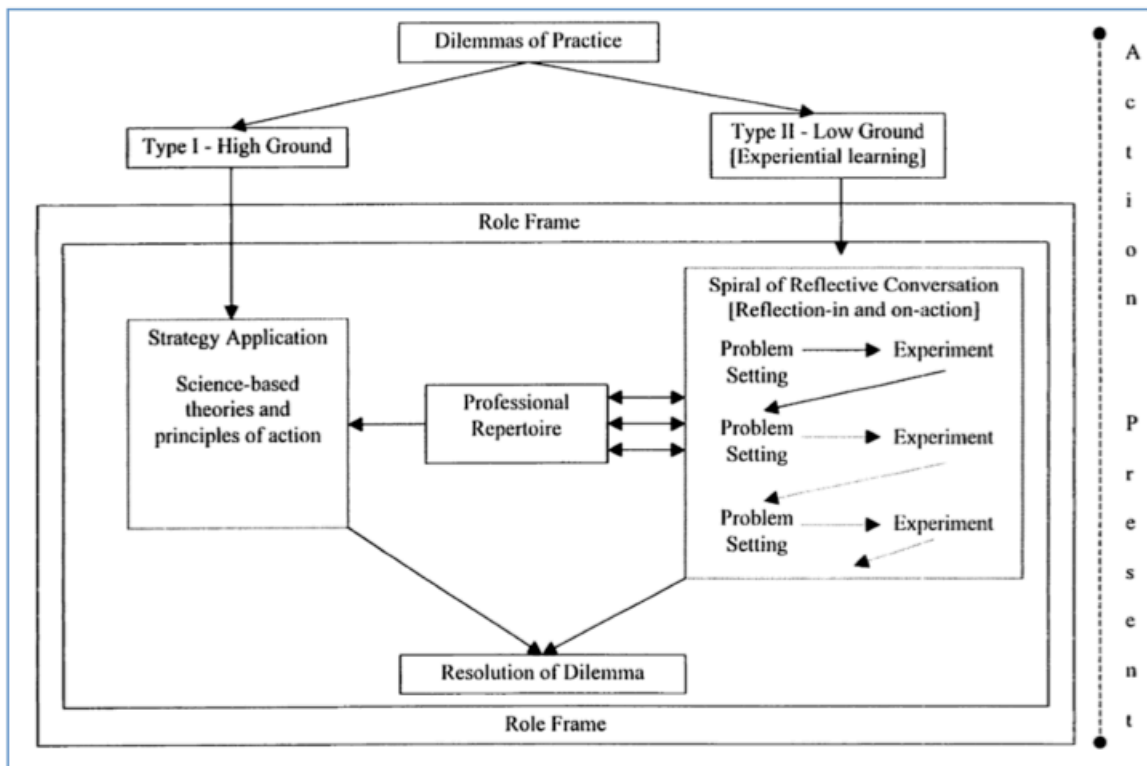 Dilemmas of Practice
Type I - High Ground
Type II - Low Ground
[Experiential learning]
Role Frame
Strategy Application
Science-based
theories and
principles of action
Professional
Repertoire
Spiral of Reflective Conversation
[Reflection-in and on-action]
Problem
Setting
Experiment
Problem
Setting
Experiment
Problem
Setting
Experiment
Resolution of Dilemma
Role Frame
Action Present